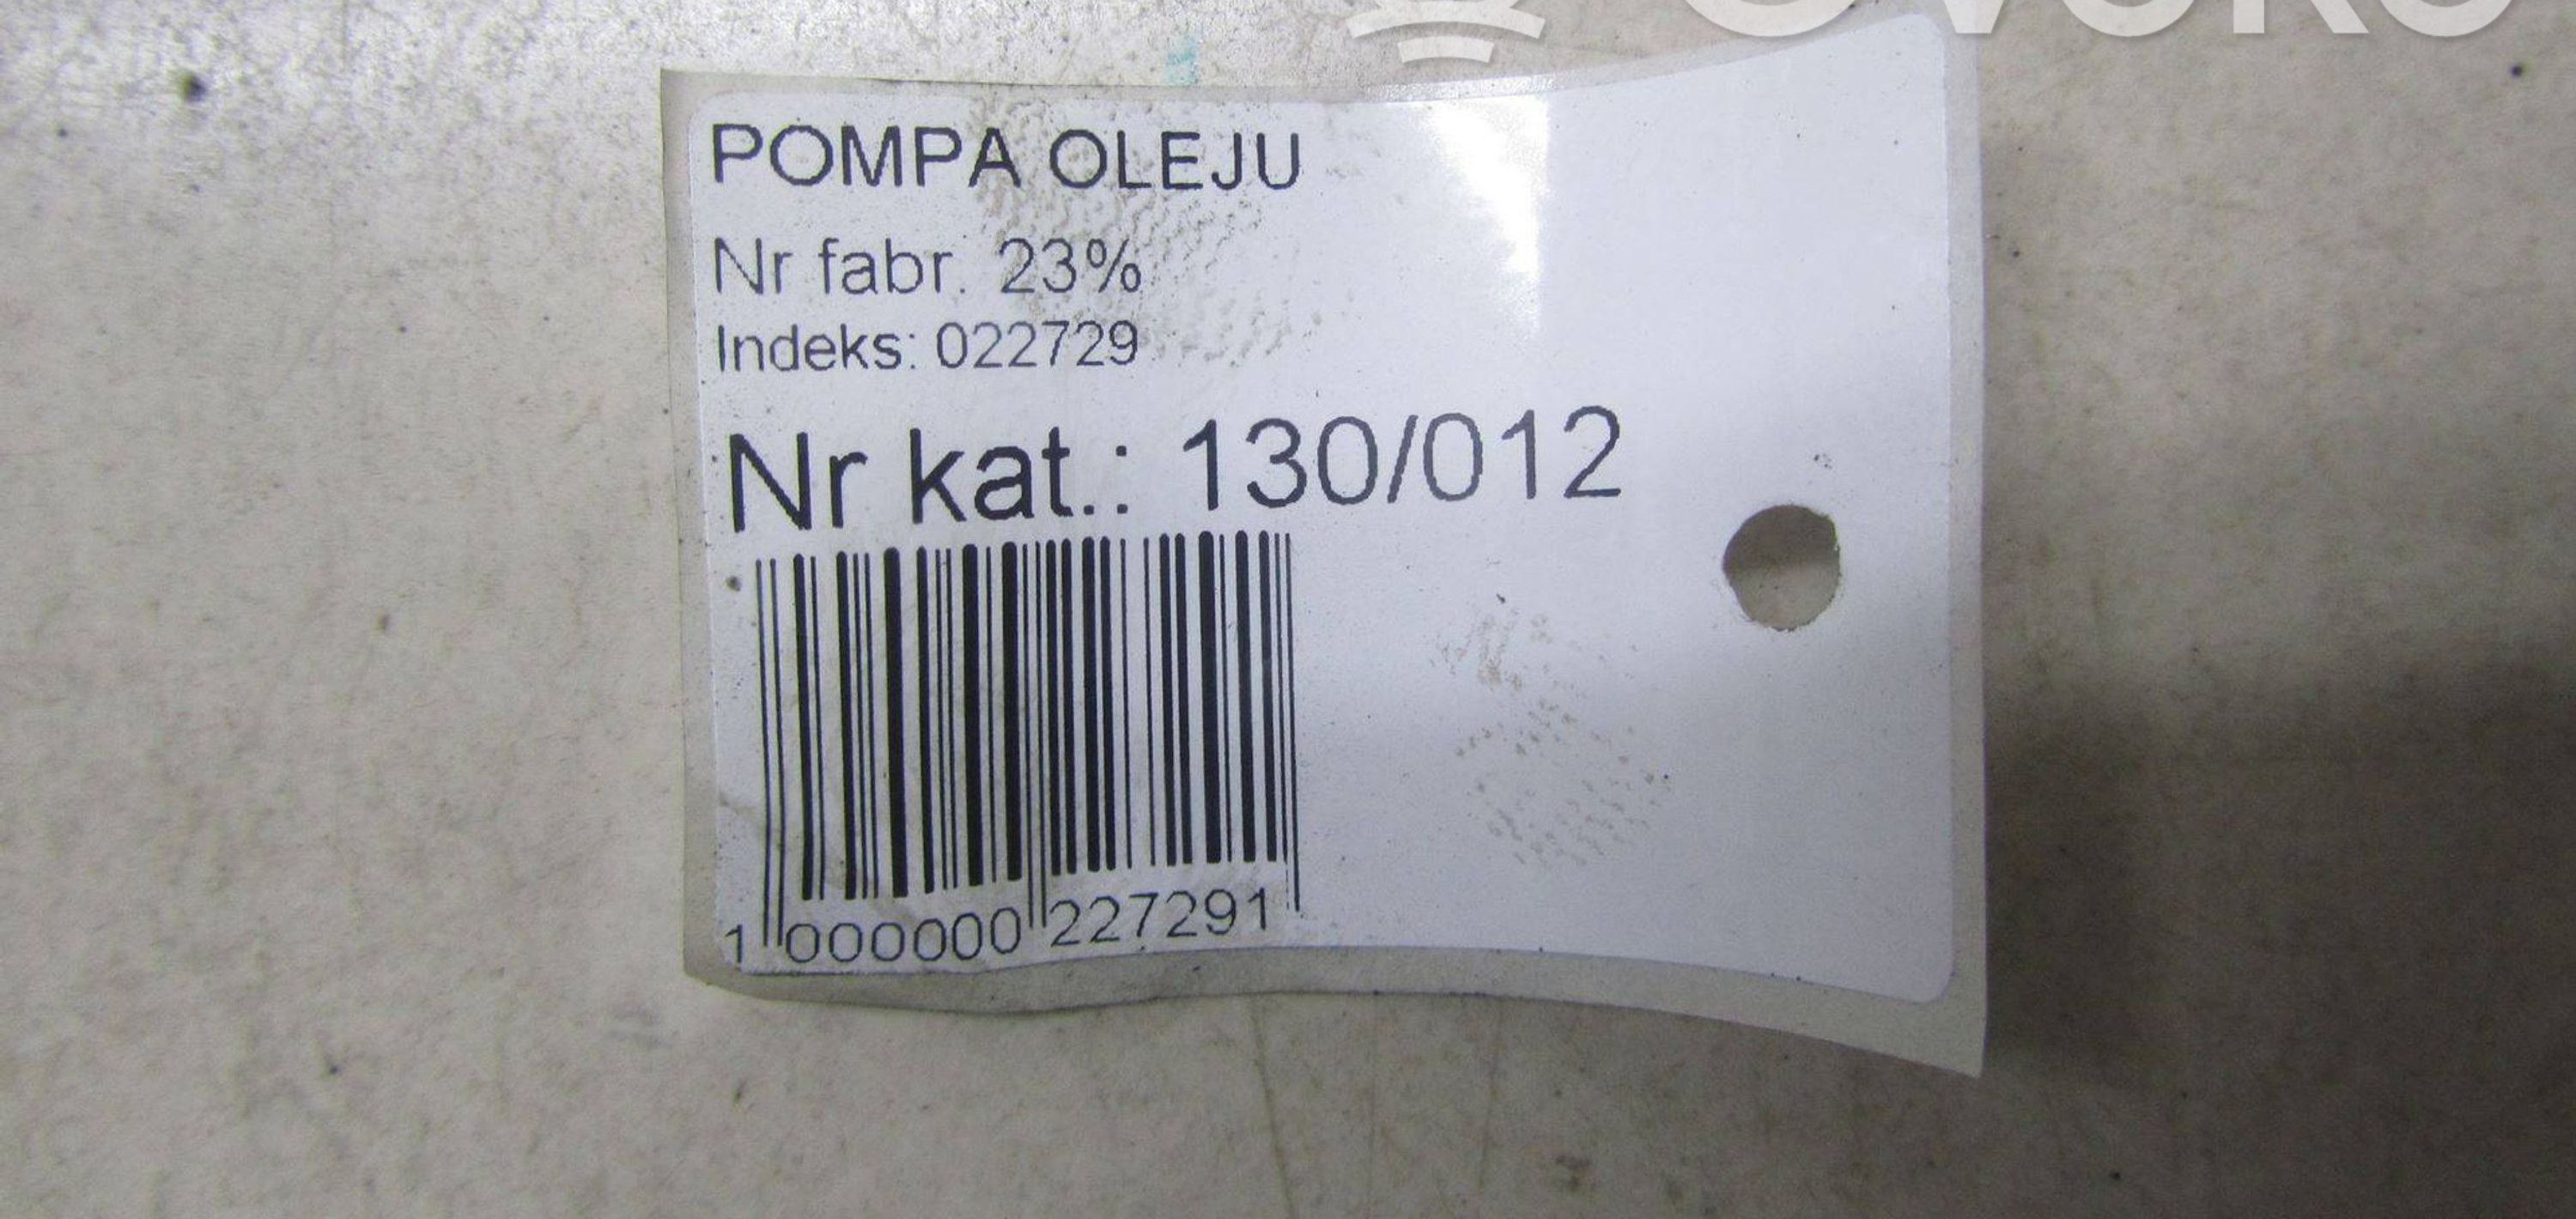 POMPA OLEJU
Nr fabr. 23%
Indeks: 022729
Nr kat.: 130/012
1 000000 227291